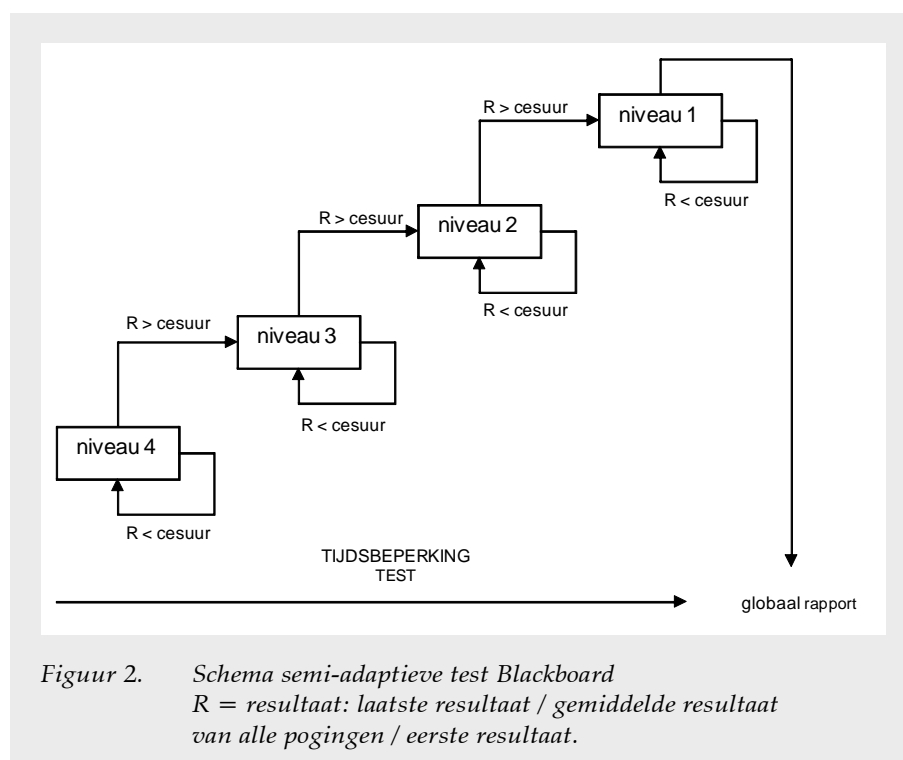 R > cesuur
niveau 1
R < cesuur
R > cesuur
niveau 2
R < cesuur
R > cesuur
niveau 3
R < cesuur
niveau 4
R < cesuur
TIJDSBEPERKING
TEST
globaal rapport
Figuur 2. Schema semi-adaptieve test Blackboard
R = resultaat: laatste resultaat / gemiddelde resultaat
van alle pogingen / eerste resultaat.